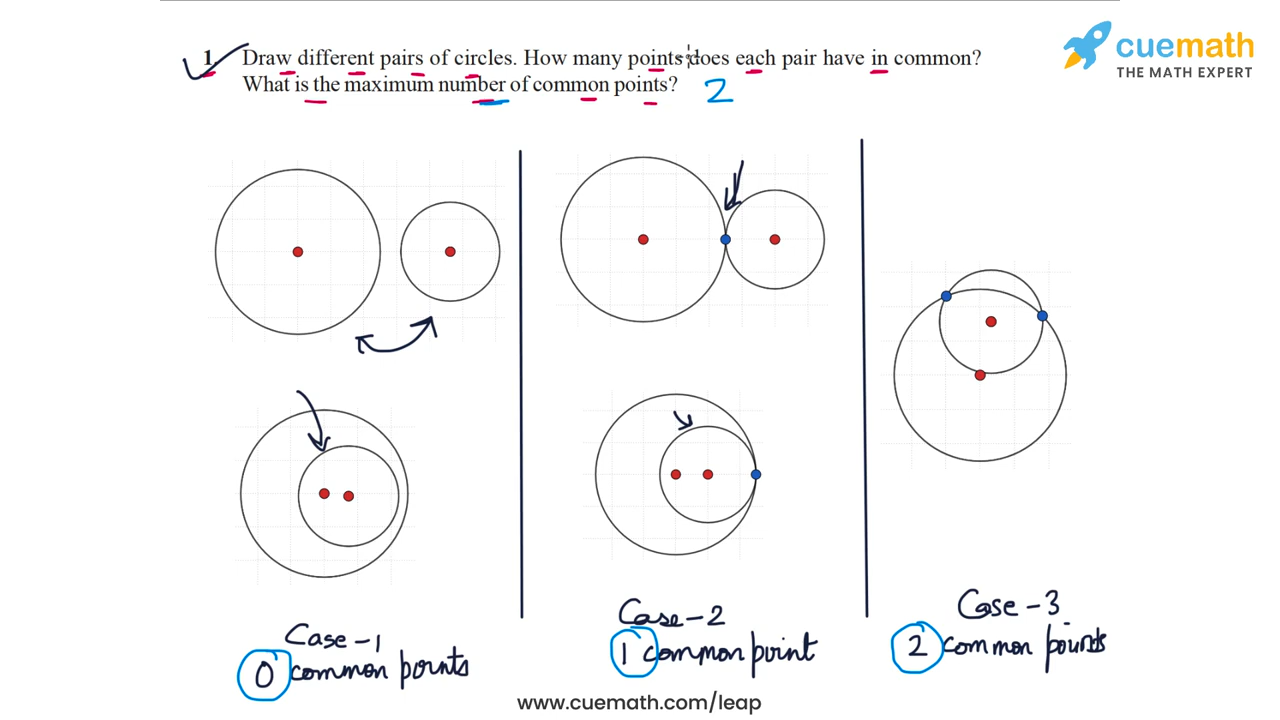 cuemath
THE MATH EXPERT
1. Draw different pairs of circles. How many points does each pair have in common?
What is the maximum number of common points? 2
Case-1
0 common points
Case-2
1 common point
Case-3
2 common points
www.cuemath.com/leap